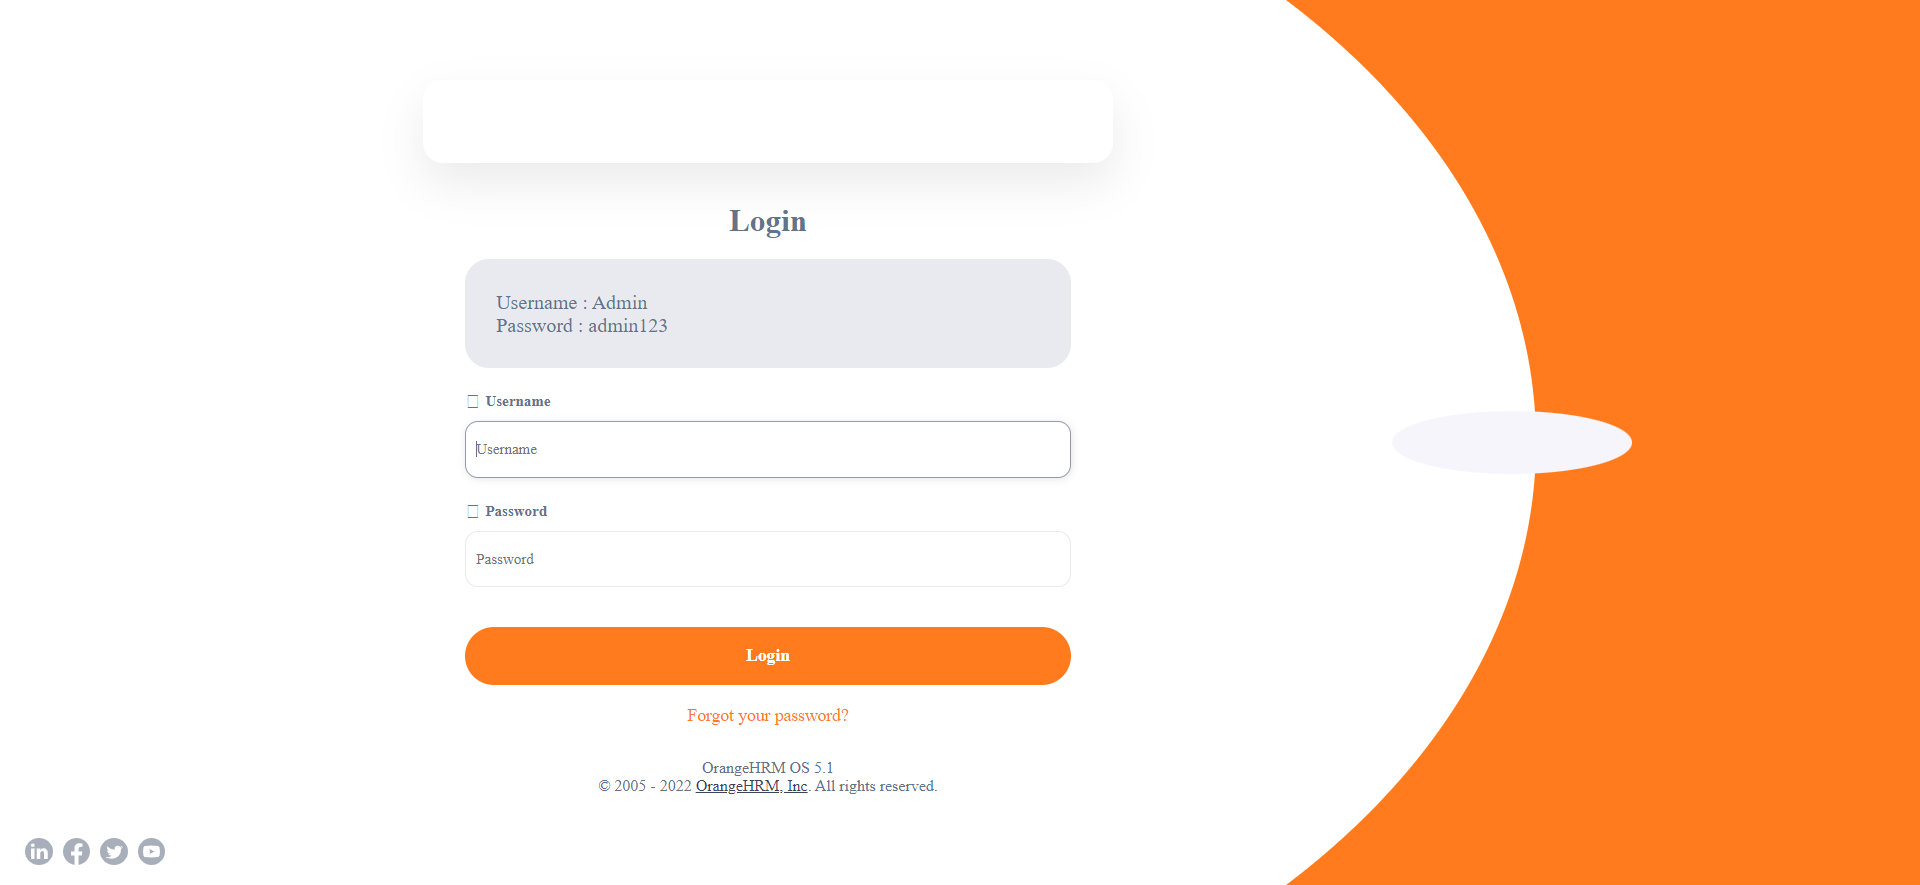 Login
Username : Admin
Password : admin123
Username
Username
Password
Password
Login
Forgot your password?
OrangeHRM OS 5.1
© 2005 - 2022 OrangeHRM, Inc. All rights reserved.